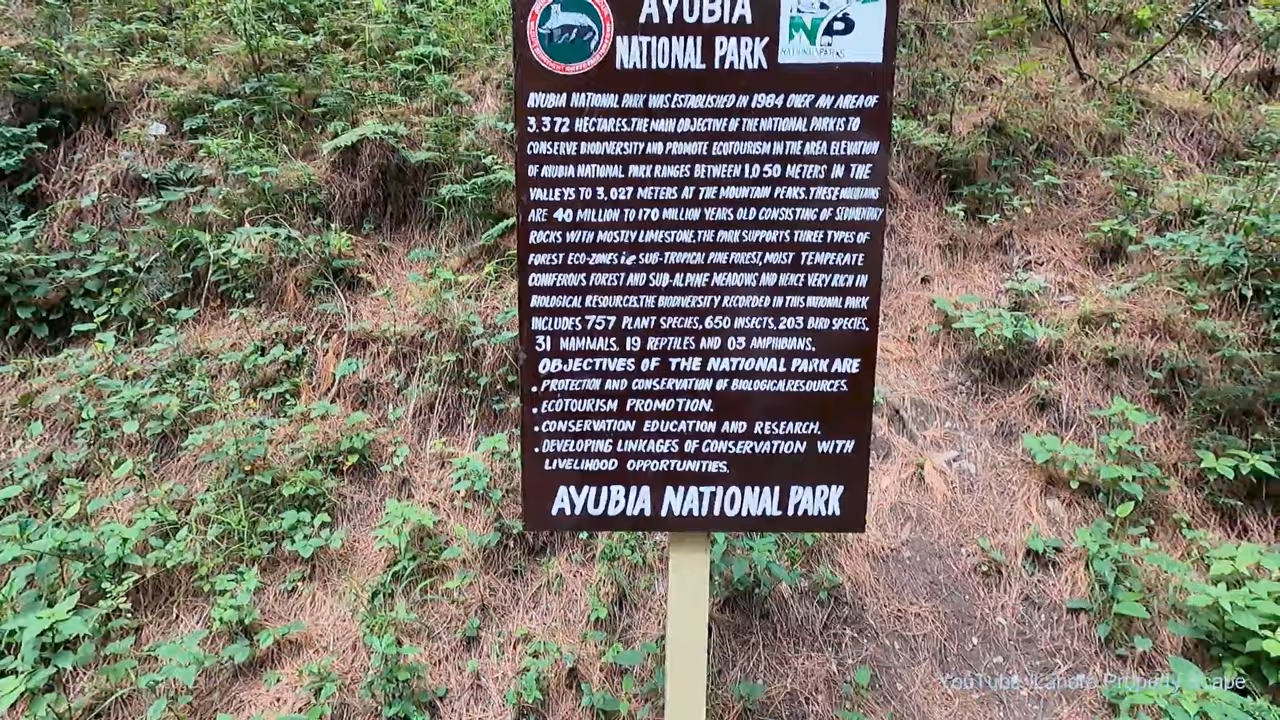 AYUBIA
NATIONAL PARK
NATIONAL PARKS
AYUBIA NATIONAL PARK WAS ESTABLISHED IN 1984 OVER AN AREA OF
3,372 HECTARES.THE MAIN OBJECTIVE OF THE NATIONAL PARK IS TO
CONSERVE BIODIVERSITY AND PROMOTE ECOTOURISM IN THE AREA. ELEVATION
OF AYUBIA NATIONAL PARK RANGES BETWEEN 1,050 METERS IN THE
VALLEYS TO 3,027 METERS AT THE MOUNTAIN PEAKS. THESE MOUNTAINS
ARE 40 MILLION TO 170 MILLION YEARS OLD CONSISTING OF SEDIMENTARY
ROCKS WITH MOSTLY LIMESTONE.THE PARK SUPPORTS THREE TYPES OF
FOREST ECO-ZONES i.e SUB-TROPICAL PINE FOREST, MOIST TEMPERATE
CONIFEROUS FOREST AND SUB-ALPINE MEADOWS AND HENCE VERY RICH IN
BIOLOGICAL RESOURCES.THE BIODIVERSITY RECORDED IN THIS NATIONAL PARK
INCLUDES 757 PLANT SPECIES, 650 INSECTS, 203 BIRD SPECIES,
31 MAMMALS, 19 REPTILES AND 03 AMPHIBIANS.
OBJECTIVES OF THE NATIONAL PARK ARE
• PROTECTION AND CONSERVATION OF BIOLOGICAL RESOURCES.
• ECOTOURISM PROMOTION.
• CONSERVATION EDUCATION AND RESEARCH.
• DEVELOPING LINKAGES OF CONSERVATION WITH
LIVELIHOOD OPPORTUNITIES.
AYUBIA NATIONAL PARK
YouTube \Lahore Property Scape